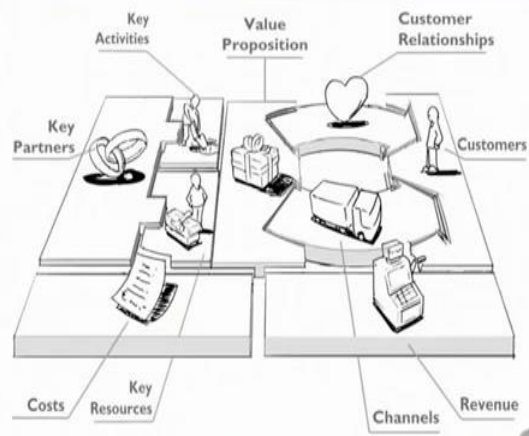 Key
Activities
Value
Proposition
Customer
Relationships
Key
Partners
Customers
Costs
Key
Resources
Channels
Revenue